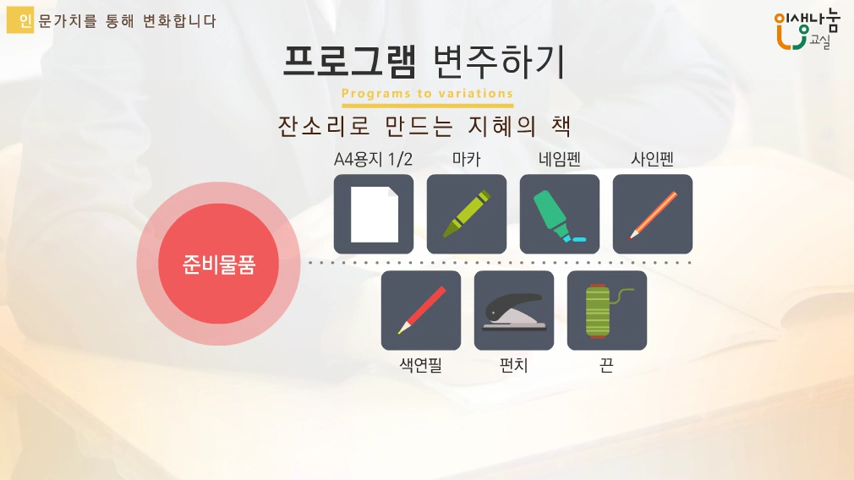 인문가치를 통해 변화합니다
인생나눔
교실
프로그램 변주하기
Programs to variations
잔소리로 만드는 지혜의 책
A4용지 1/2
마카
네임펜
사인펜
준비물품
색연필
펀치
끈